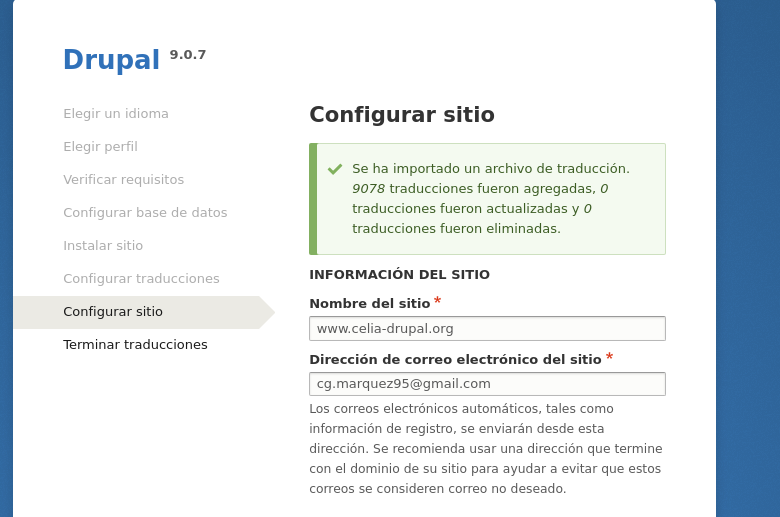 Drupal 9.0.7
Elegir un idioma
Elegir perfil
Verificar requisitos
Configurar base de datos
Instalar sitio
Configurar traducciones
Configurar sitio
Terminar traducciones
Configurar sitio
Se ha importado un archivo de traducción.
9078 traducciones fueron agregadas, 0
traducciones fueron actualizadas y 0
traducciones fueron eliminadas.
INFORMACIÓN DEL SITIO
Nombre del sitio *
www.celia-drupal.org
Dirección de correo electrónico del sitio *
cg.marquez95@gmail.com
Los correos electrónicos automáticos, tales como
información de registro, se enviarán desde esta
dirección. Se recomienda usar una dirección que termine
con el dominio de su sitio para ayudar a evitar que estos
correos se consideren correo no deseado.